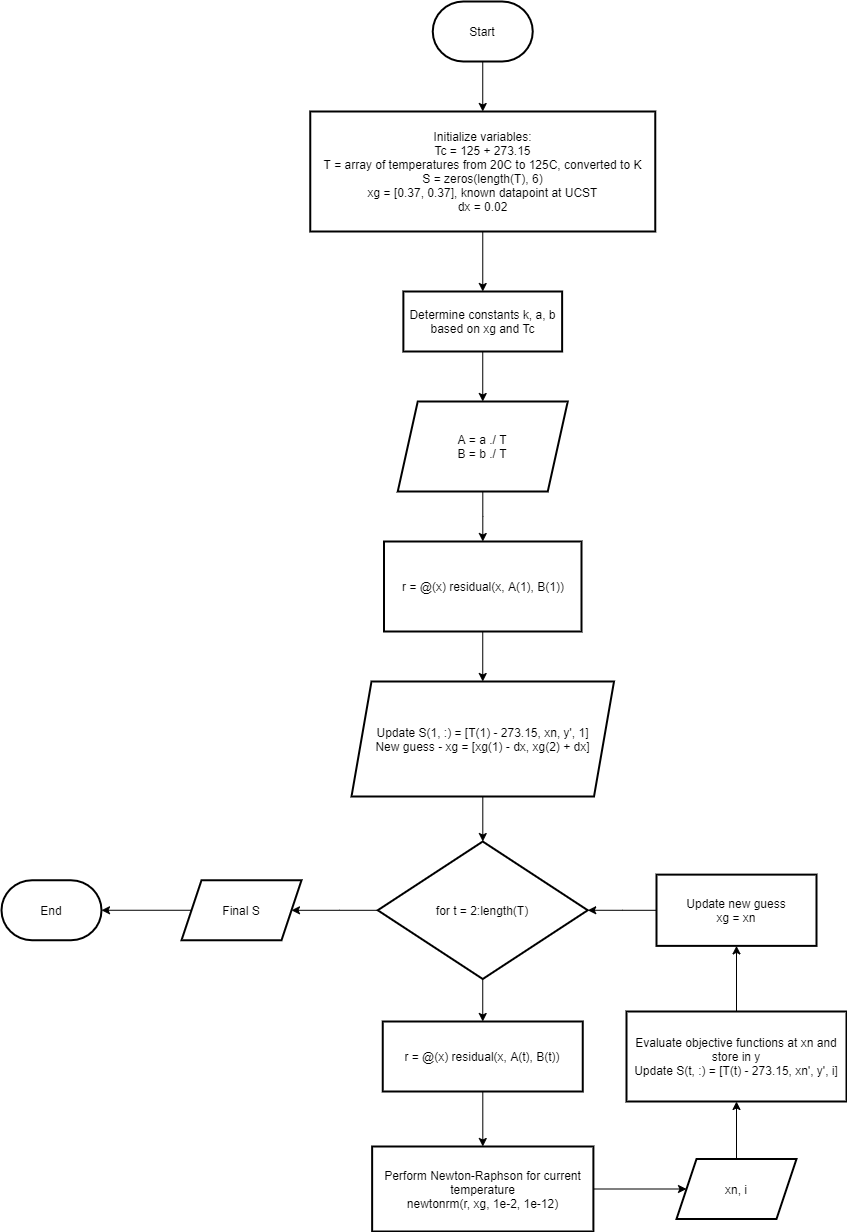 Start
Initialize variables:
Tc = 125 + 273.15
T = array of temperatures from 20C to 125C, converted to K
S = zeros(length(T), 6)
xg = [0.37, 0.37], known datapoint at UCST
dx = 0.02
Determine constants k, a, b
based on xg and Tc
A = a ./ T
B = b ./ T
r = @(x) residual(x, A(1), B(1))
Update S(1, :) = [T(1) - 273.15, xn, y', 1]
New guess - xg = [xg(1) - dx, xg(2) + dx]
for t = 2:length(T)
Final S
End
r = @(x) residual(x, A(t), B(t))
Perform Newton-Raphson for current
temperature
newtonrm(r, xg, 1e-2, 1e-12)
xn, i
Evaluate objective functions at xn and
store in y
Update S(t, :) = [T(t) - 273.15, xn', y', i]
Update new guess
xg = xn